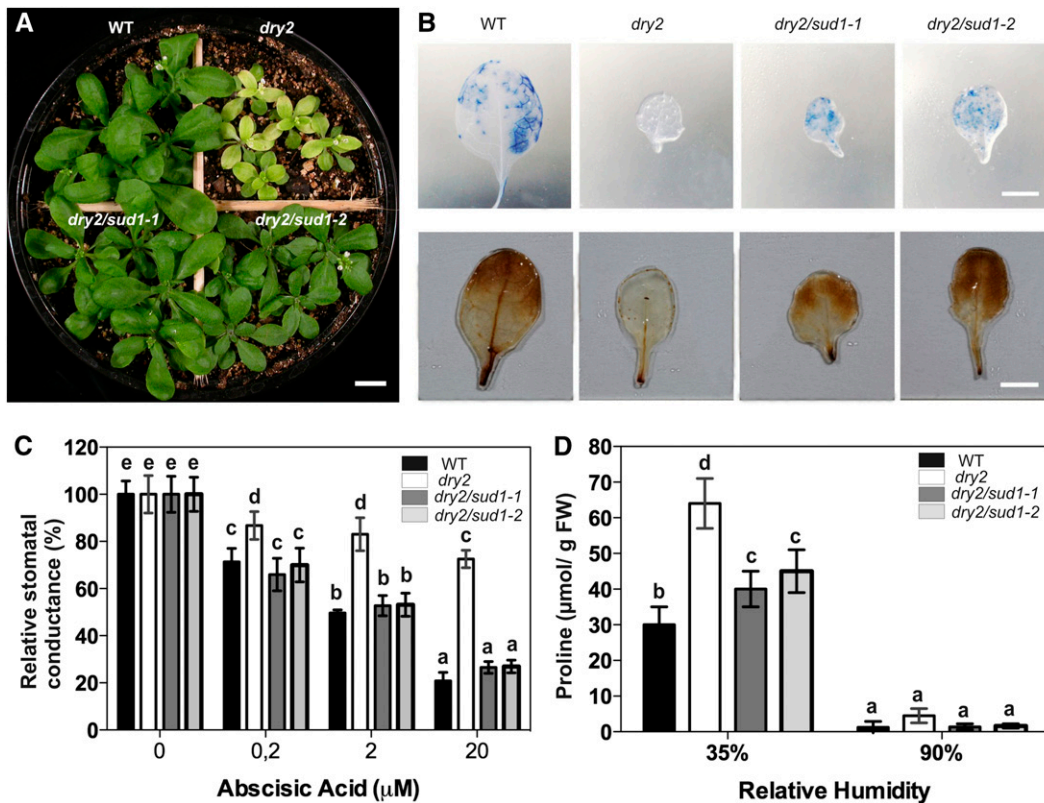 A
WT
dry2
dry2/sud1-1
dry2/sud1-2
B
WT
dry2
dry2/sud1-1
dry2/sud1-2
C
Relative stomatal
conductance (%)
120
100
80
60
40
20
0
e e e e
c d c c
b d b b
a c a a
WT
dry2
dry2/sud1-1
dry2/sud1-2
0 0,2 2 20
Abscisic Acid (μM)
D
Proline (μmol/ g FW)
80
70
60
50
40
30
20
10
0
b d c c
a a a a
WT
dry2
dry2/sud1-1
dry2/sud1-2
35% 90%
Relative Humidity